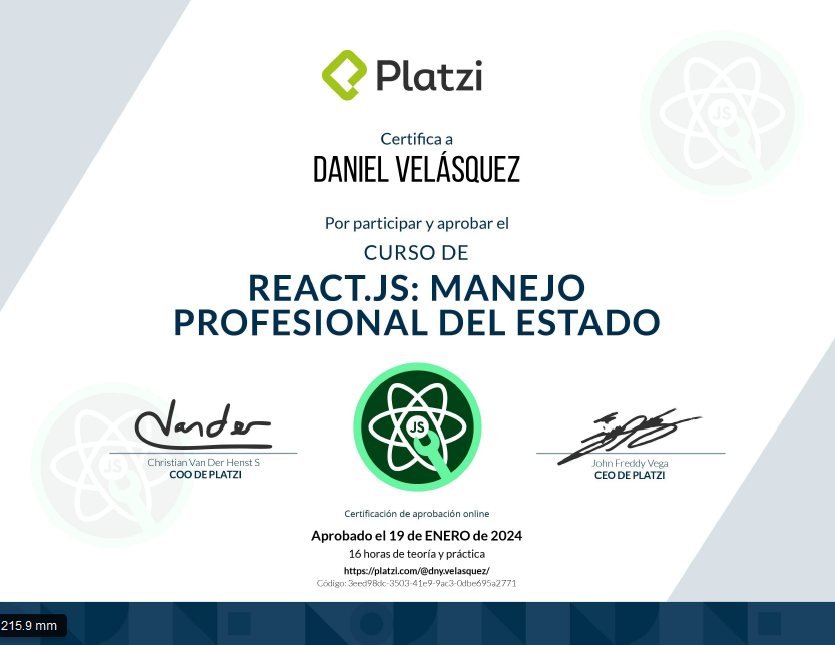 Platzi
Certifica a
DANIEL VELÁSQUEZ
Por participar y aprobar el
CURSO DE
REACT.JS: MANEJO
PROFESIONAL DEL ESTADO
JS
JS
JS
Vander
Christian Van Der Henst S
COO DE PLATZI
John Freddy Vega
CEO DE PLATZI
Certificación de aprobación online
Aprobado el 19 de ENERO de 2024
16 horas de teoría y práctica
https://platzi.com/@dny.velasquez/
Código: 3eed98dc-3503-41e9-9ac3-0dbe695a2771
215.9 mm